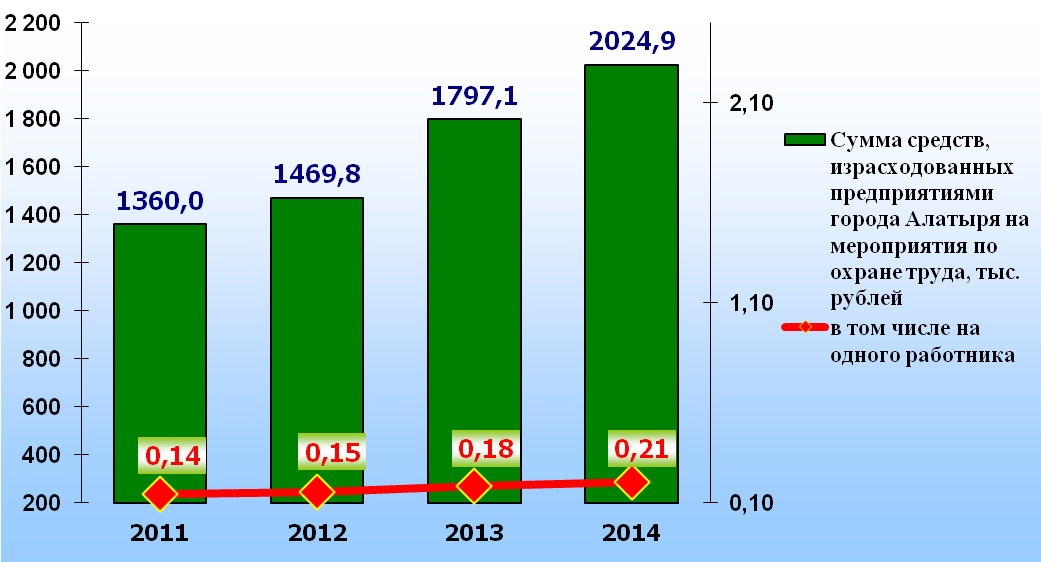 2 200
2 000
1 800
1 600
1 400
1 200
1 000
800
600
400
200
1360,0
1469,8
1797,1
2024,9
0,14
0,15
0,18
0,21
2011
2012
2013
2014
2,10
1,10
0,10
Сумма средств,
израсходованных
предприятиями
города Алатыря на
мероприятия по
охране труда, тыс.
рублей
в том числе на
одного работника